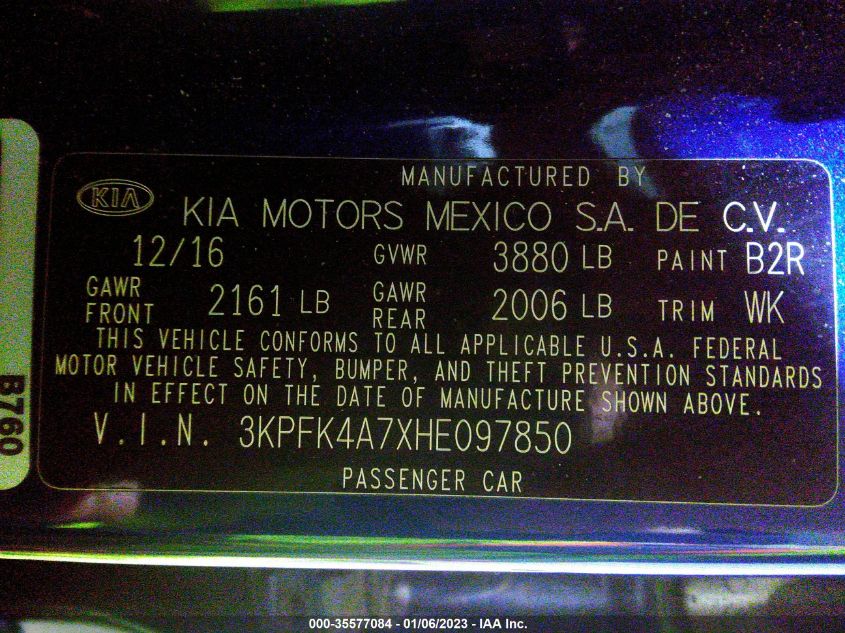 MANUFACTURED BY
KIA KIA MOTORS MEXICO S.A. DE C.V.
12/16 GVWR 3880 LB PAINT B2R
GAWR FRONT 2161 LB GAWR REAR 2006 LB TRIM WK
THIS VEHICLE CONFORMS TO ALL APPLICABLE U.S.A. FEDERAL
MOTOR VEHICLE SAFETY, BUMPER, AND THEFT PREVENTION STANDARDS
IN EFFECT ON THE DATE OF MANUFACTURE SHOWN ABOVE.
V.I.N. 3KPFK4A7XHE097850
PASSENGER CAR
B760
000-35577084 - 01/06/2023 - IAA Inc.